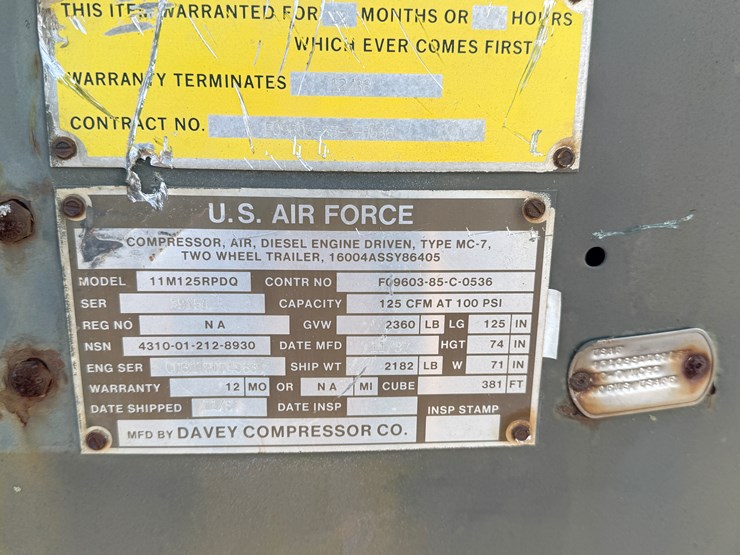 THIS ITEM WARRANTED FOR MONTHS OR HOURS
WHICH EVER COMES FIRST
WARRANTY TERMINATES
CONTRACT NO.
U.S. AIR FORCE
COMPRESSOR, AIR, DIESEL ENGINE DRIVEN, TYPE MC-7,
TWO WHEEL TRAILER, 16004ASSY86405
MODEL 11M125RPDQ CONTR NO F09603-85-C-0536
SER CAPACITY 125 CFM AT 100 PSI
REG NO NA GVW 2360 LB LG 125 IN
NSN 4310-01-212-8930 DATE MFD HGT 74 IN
ENG SER SHIP WT 2182 LB W 71 IN
WARRANTY 12 MO OR NA MI CUBE 381 FT
DATE SHIPPED DATE INSP INSP STAMP
MFD BY DAVEY COMPRESSOR CO.